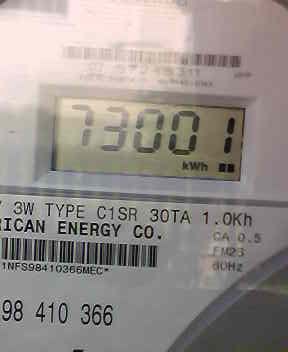 73001
kWh
Y 3W TYPE C1SR 30TA 1.0Kh
RICAN ENERGY CO.
CA 0.5
FM2S
60Hz
1NFS98410366MEC*
98 410 366